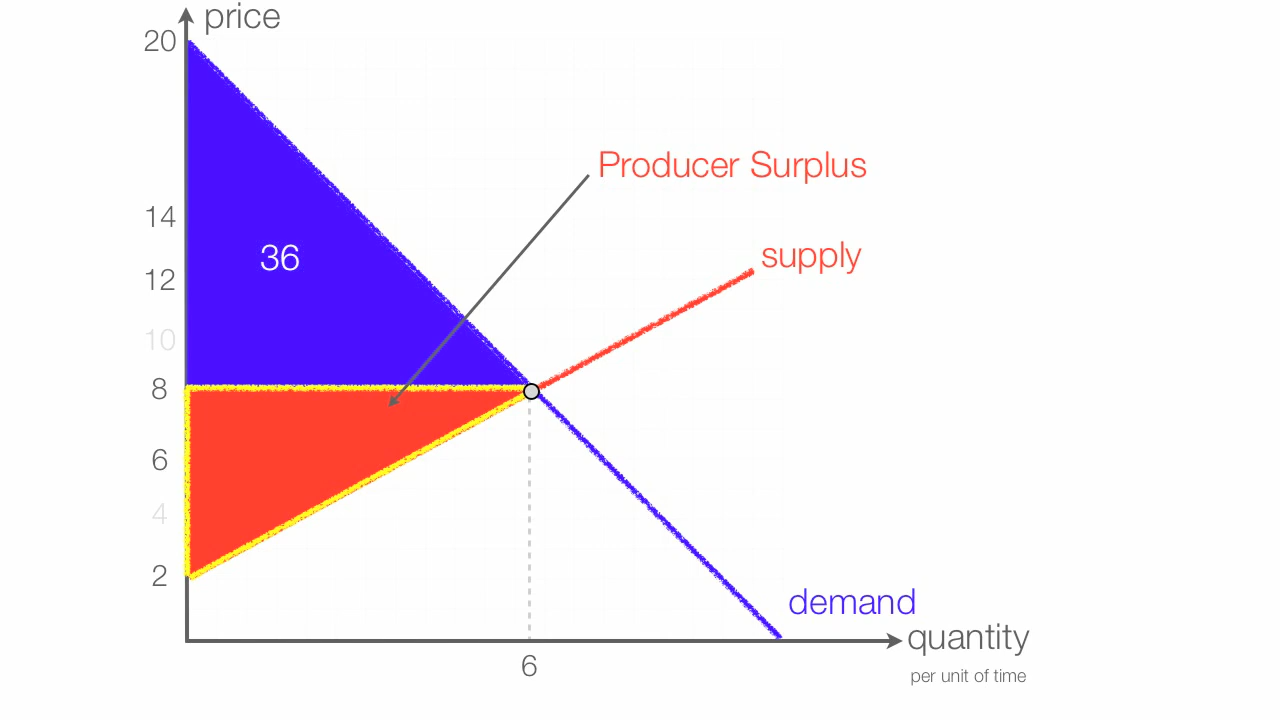 price
20
Producer Surplus
14
supply
36
12
10
8
6
4
2
demand
quantity
6
per unit of time